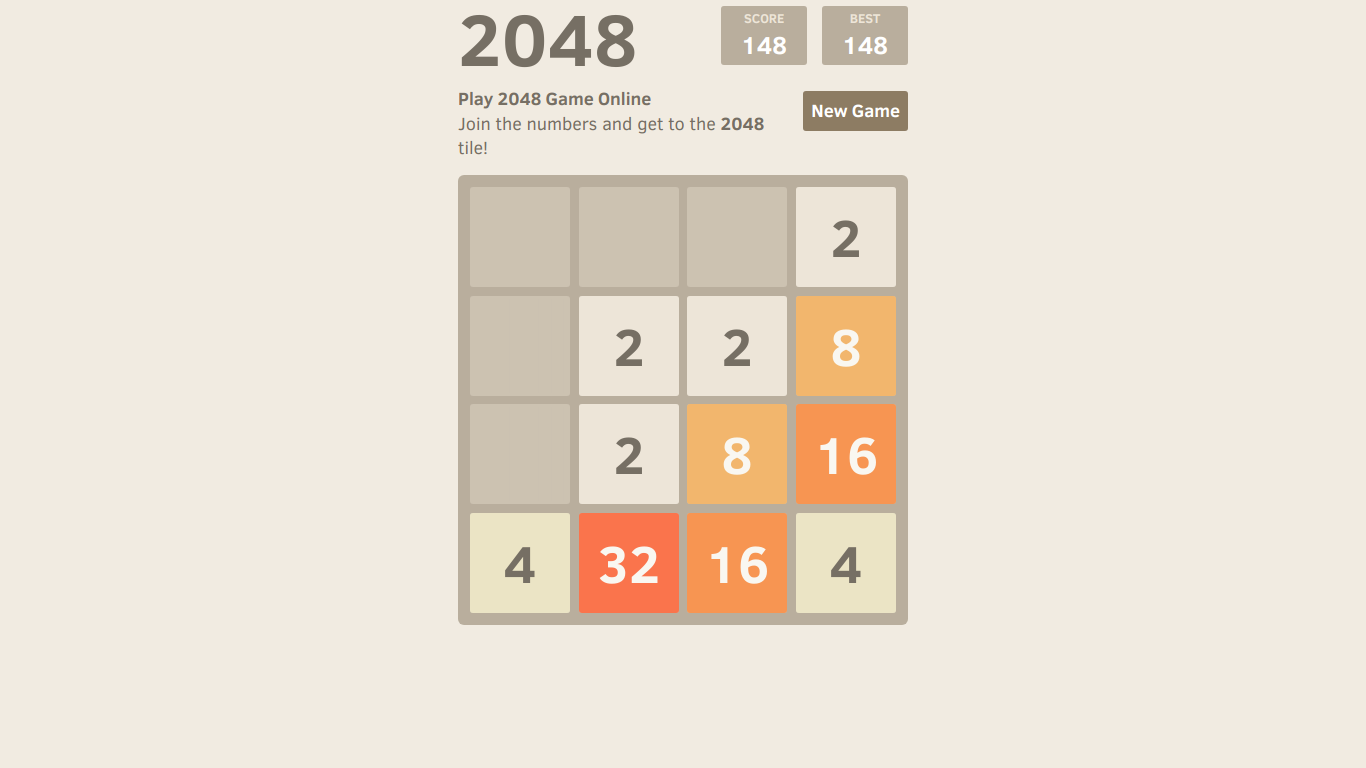 2048
SCORE
148
BEST
148
Play 2048 Game Online
Join the numbers and get to the 2048
tile!
New Game
2
2 2 8
2 8 16
4 32 16 4